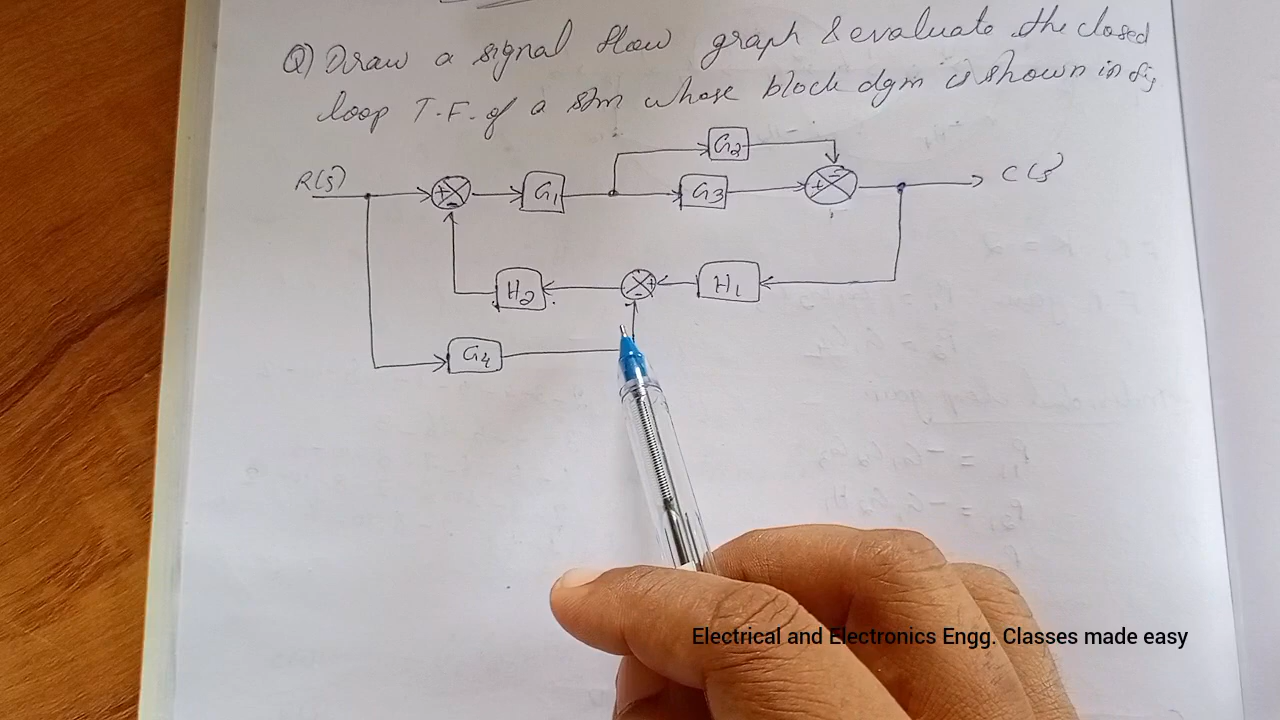 Q) Draw a signal flow graph & evaluate the closed
loop T.F. of a s/m whose block dgm is shown in fig
G2
R(s) + - G1 G3 + - C(s)
H2 - + H1
G4
Electrical and Electronics Engg. Classes made easy